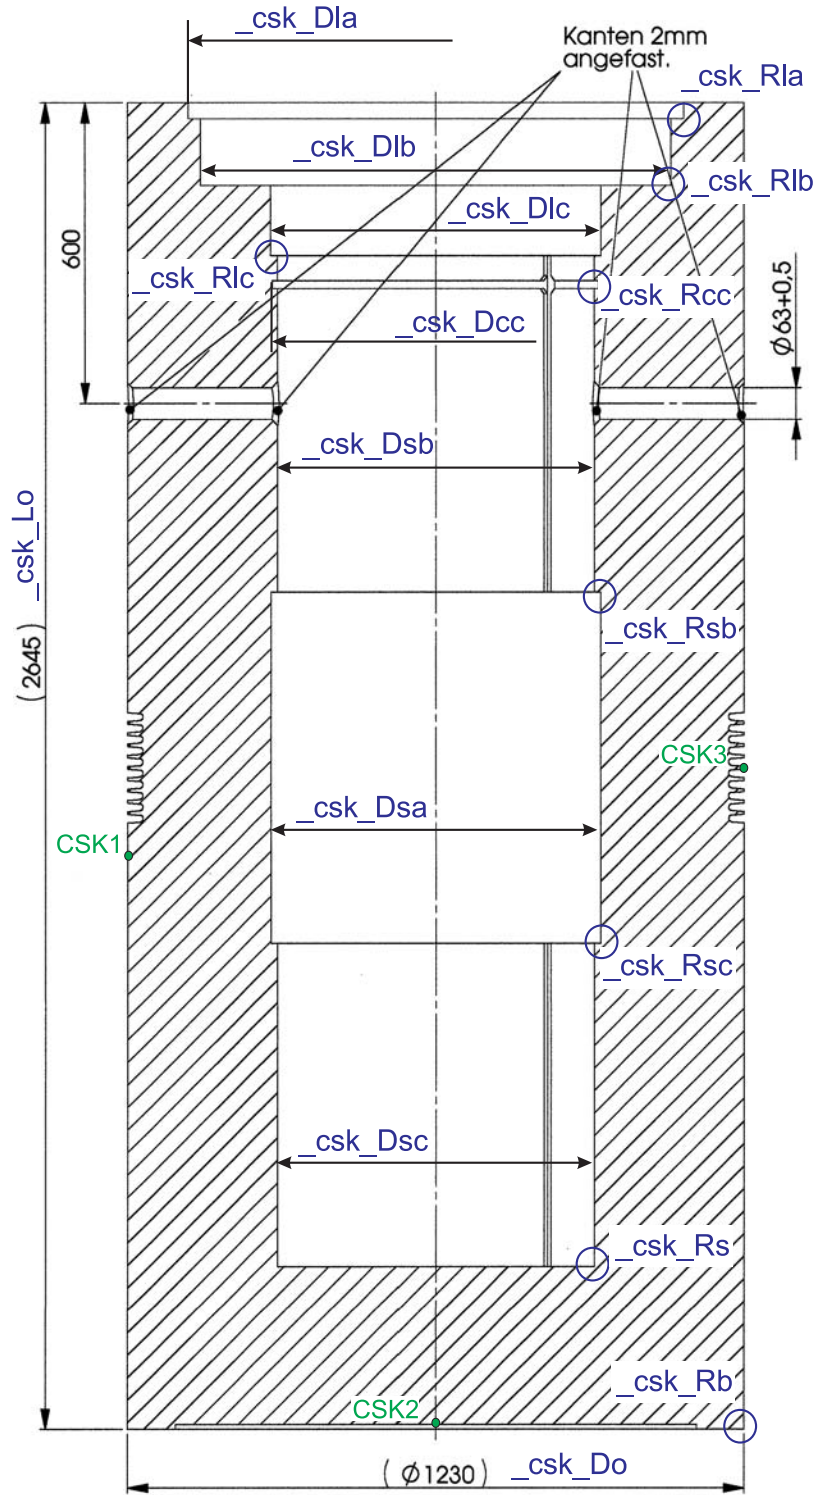 _csk_Dla
Kanten 2mm
angefast.
_csk_Rla
_csk_Dlb
_csk_Rlb
_csk_Dlc
600
_csk_Rlc
_csk_Rcc
_csk_Dcc
Ø63+0,5
_csk_Dsb
_csk_Lo
(2645)
_csk_Rsb
CSK3
_csk_Dsa
CSK1
_csk_Rsc
_csk_Dsc
_csk_Rs
_csk_Rb
CSK2
(Ø1230) _csk_Do